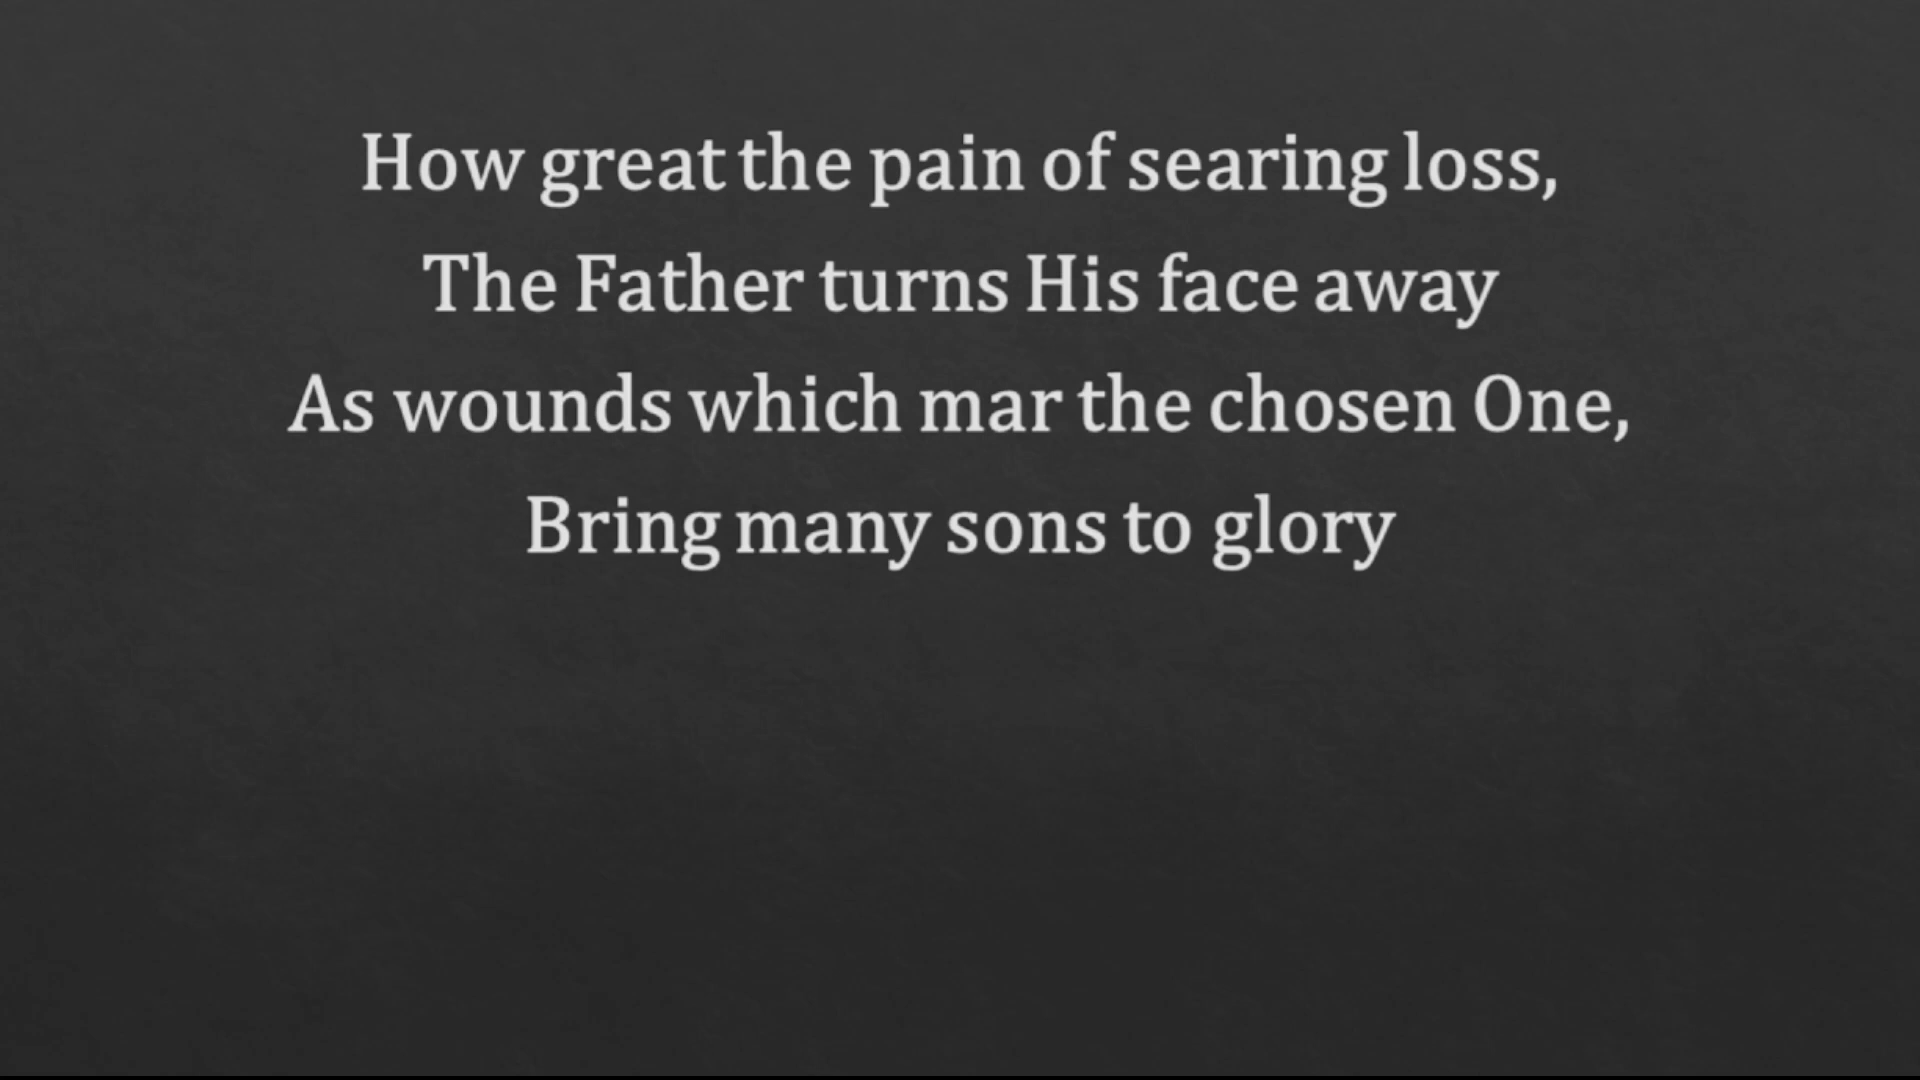 How great the pain of searing loss,
The Father turns His face away
As wounds which mar the chosen One,
Bring many sons to glory